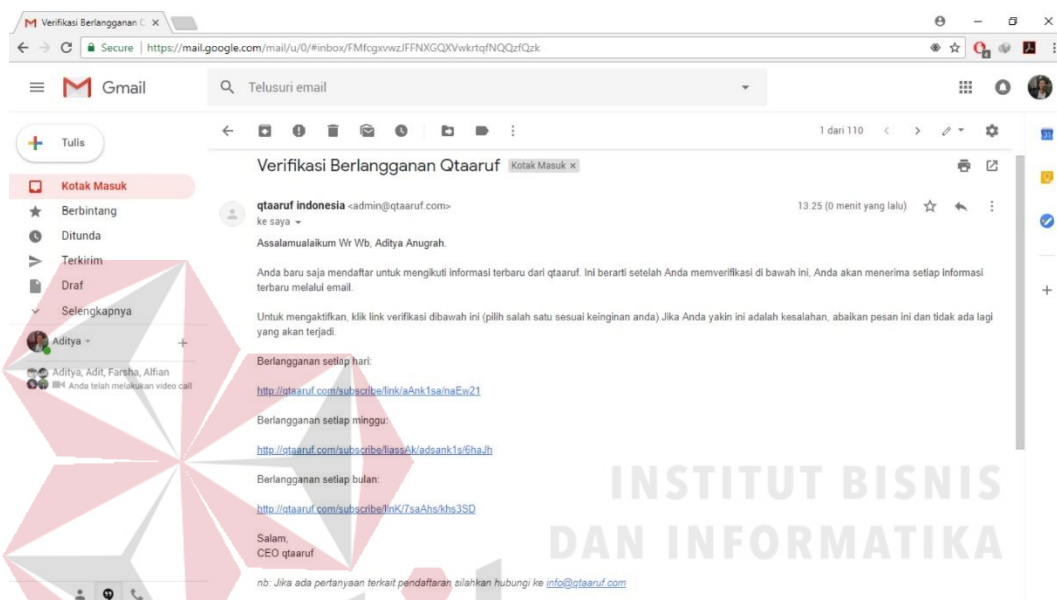 Verifikasi Berlangganan
Secure | https://mail.google.com/mail/u/0/#inbox/FMfcgxvwzJFFNXGQXVwkrtqfNQQzfQzk
Gmail
Telusuri email
Tulis
1 dari 110
Verifikasi Berlangganan Qtaaruf Kotak Masuk x
Kotak Masuk
Berbintang
Ditunda
Terkirim
Draf
Selengkapnya
Aditya
Aditya, Adit, Farsha, Alfian
Anda telah melakukan video call
qtaaruf indonesia <admin@qtaaruf.com>
13.25 (0 menit yang lalu)
ke saya
Assalamualaikum Wr Wb, Aditya Anugrah.
Anda baru saja mendaftar untuk mengikuti informasi terbaru dari qtaaruf. Ini berarti setelah Anda memverifikasi di bawah ini, Anda akan menerima setiap informasi
terbaru melalui email.
Untuk mengaktifkan, klik link verifikasi dibawah ini (pilih salah satu sesuai keinginan anda) Jika Anda yakin ini adalah kesalahan, abaikan pesan ini dan tidak ada lagi
yang akan terjadi.
Berlangganan setiap hari:
http://qtaaruf.com/subscribe/link/aAnk1sa/naEw21
Berlangganan setiap minggu:
http://qtaaruf.com/subscribe/liassAk/adsank1s/6haJh
Berlangganan setiap bulan:
http://qtaaruf.com/subscribe/linK/7saAhs/khs3SD
Salam,
CEO qtaaruf
nb: Jika ada pertanyaan terkait pendaftaran silahkan hubungi ke info@qtaaruf.com
INSTITUT BISNIS
DAN INFORMATIKA